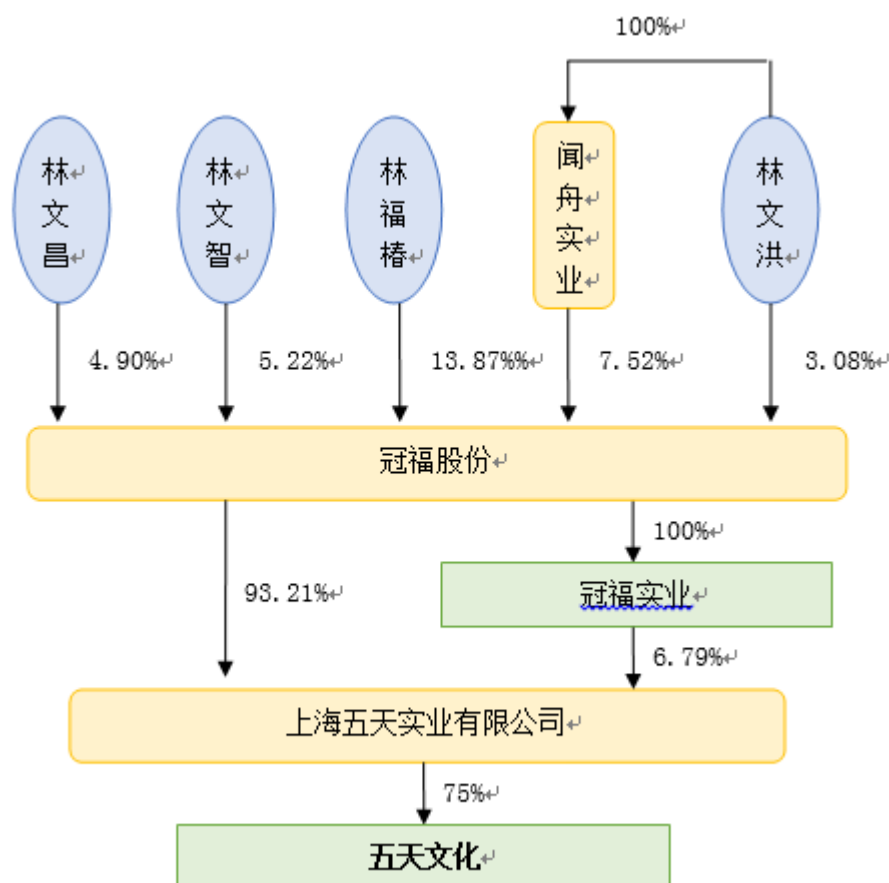 100%
林
文
昌
林
文
智
林
福
椿
闻
舟
实
业
林
文
洪
4.90%
5.22%
13.87%%
7.52%
3.08%
冠福股份
100%
93.21%
冠福实业
6.79%
上海五天实业有限公司
75%
五天文化